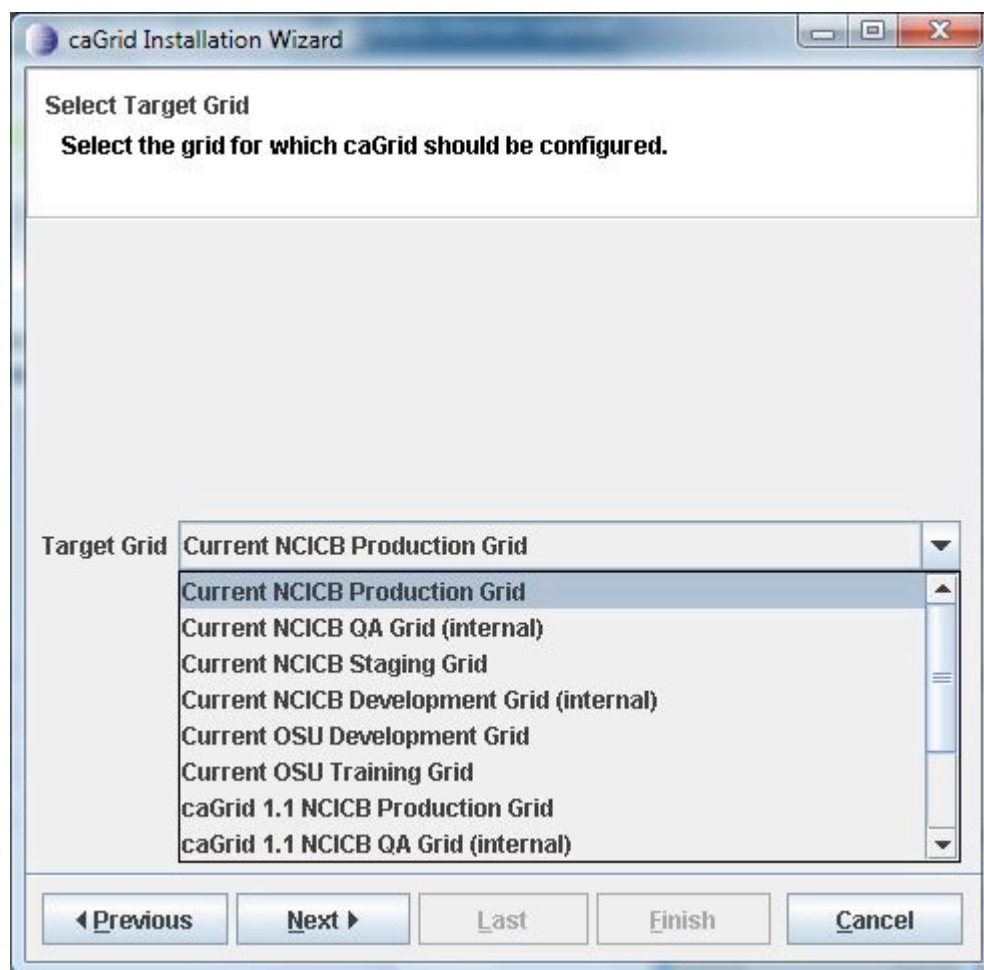 caGrid Installation Wizard
Select Target Grid
Select the grid for which caGrid should be configured.
Target Grid Current NCICB Production Grid
Current NCICB Production Grid
Current NCICB QA Grid (internal)
Current NCICB Staging Grid
Current NCICB Development Grid (internal)
Current OSU Development Grid
Current OSU Training Grid
caGrid 1.1 NCICB Production Grid
caGrid 1.1 NCICB QA Grid (internal)
Previous Next Last Finish Cancel